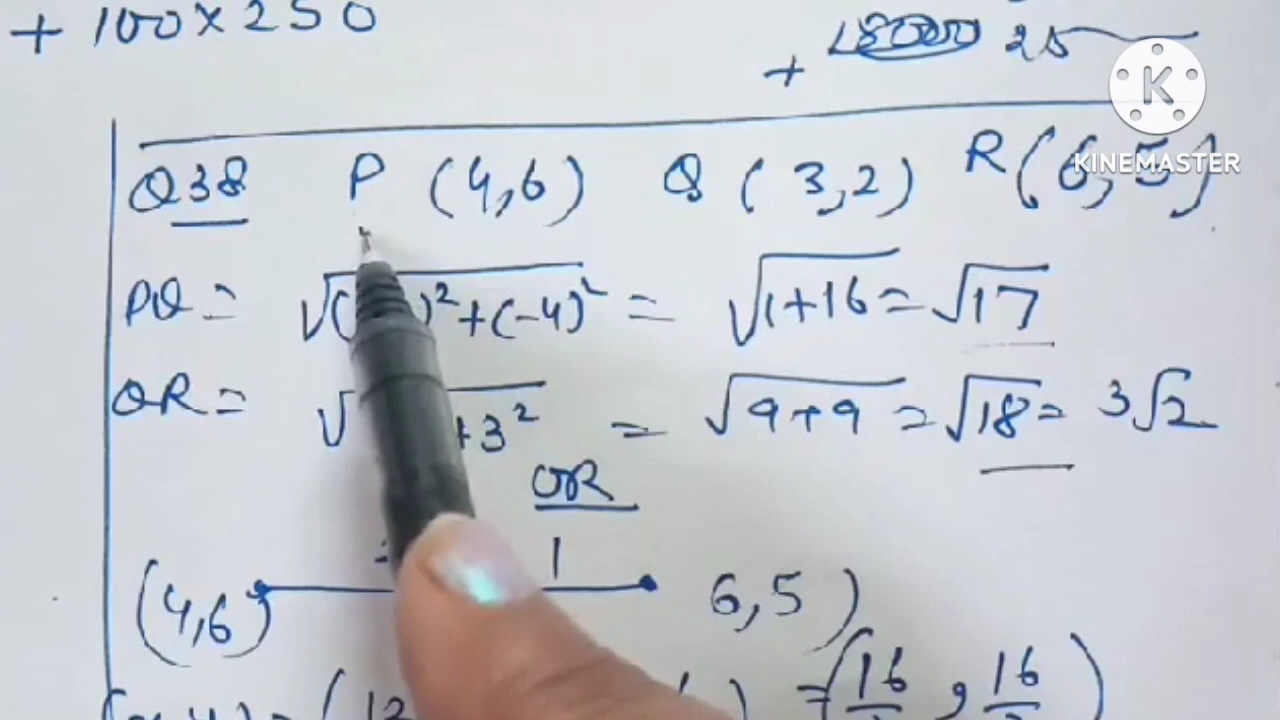 + 100×250
+ 25
K
KINEMASTER
Q38 P (4,6) Q (3,2) R (6,5)
PQ = √( )²+(-4)² = √1+16 = √17
QR = √ +3² = √9+9 = √18 = 3√2
OR
1
(4,6) 6,5)
= (16 , 16 )